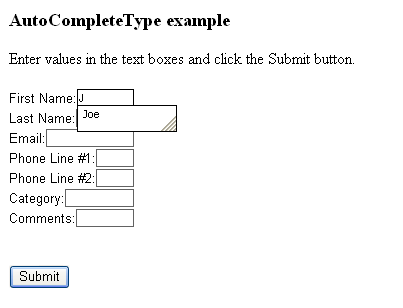 AutoCompleteType example
Enter values in the text boxes and click the Submit button.
First Name: J
Last Name: Joe
Email:
Phone Line #1:
Phone Line #2:
Category:
Comments:
Submit